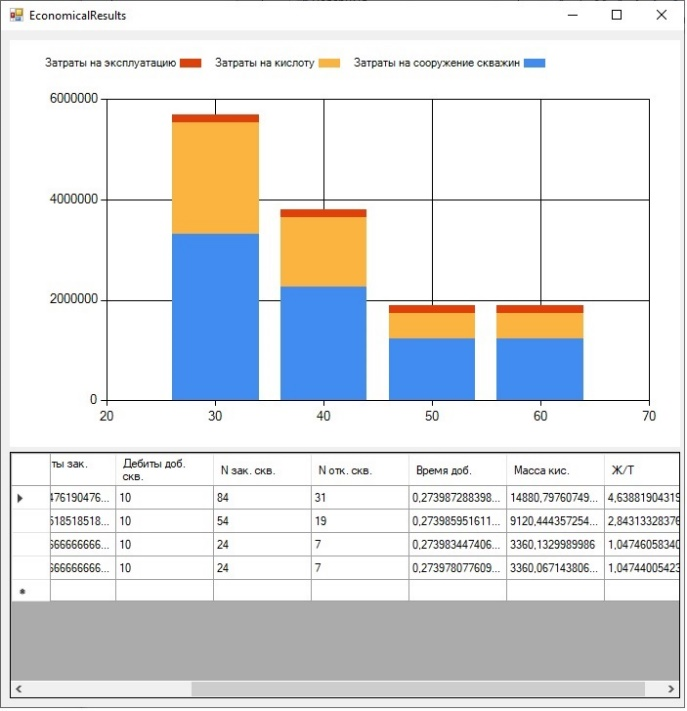 EconomicalResults
Затраты на эксплуатацию Затраты на кислоту Затраты на сооружение скважин
6000000
4000000
2000000
0
20 30 40 50 60 70
ты зак. Дебиты доб. скв. N зак. скв. N отк. скв. Время доб. Масса кис. Ж/Т
476190476... 10 84 31 0,273987288398... 14880,79760749... 4,63881904319
518518518... 10 54 19 0,273985951611... 9120,444357254... 2,84313328376
666666666... 10 24 7 0,273983447406... 3360,1329989986 1,04746058340
666666666... 10 24 7 0,273978077609... 3360,067143806... 1,04744005423